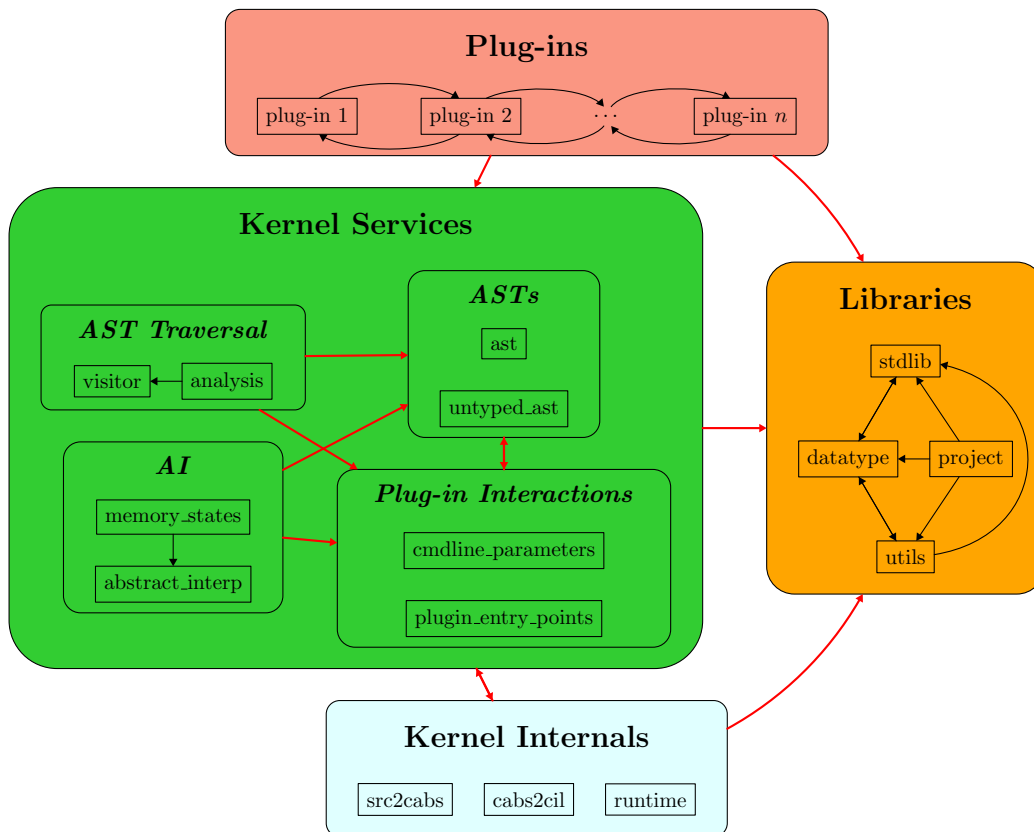 Plug-ins
plug-in 1
plug-in 2
...
plug-in n
Kernel Services
AST Traversal
visitor
analysis
ASTs
ast
untyped_ast
AI
memory_states
abstract_interp
Plug-in Interactions
cmdline_parameters
plugin_entry_points
Libraries
stdlib
datatype
project
utils
Kernel Internals
src2cabs
cabs2cil
runtime